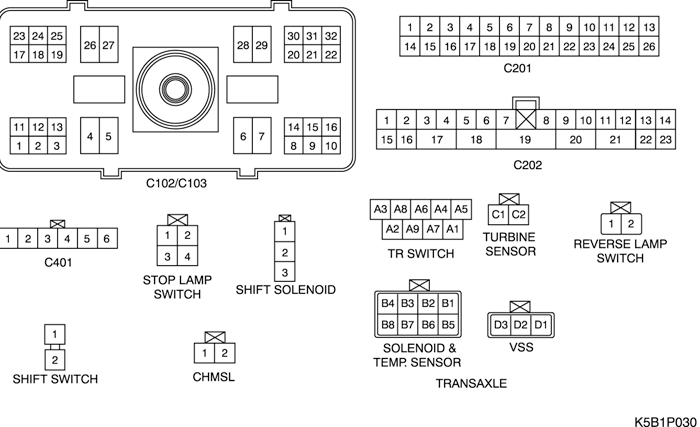 23 24 25
17 18 19
26 27
28 29
30 31 32
20 21 22
11 12 13
1 2 3
4 5
6 7
14 15 16
8 9 10
C102/C103
1 2 3 4 5 6 7 8 9 10 11 12 13
14 15 16 17 18 19 20 21 22 23 24 25 26
C201
1 2 3 4 5 6 7 8 9 10 11 12 13 14
15 16 17 18 19 20 21 22 23
C202
1 2 3 4 5 6
C401
1 2
3 4
STOP LAMP
SWITCH
1
2
3
SHIFT SOLENOID
A3 A8 A6 A4 A5
A2 A9 A7 A1
TR SWITCH
C1 C2
TURBINE
SENSOR
1 2
REVERSE LAMP
SWITCH
1
2
SHIFT SWITCH
1 2
CHMSL
B4 B3 B2 B1
B8 B7 B6 B5
SOLENOID &
TEMP. SENSOR
D3 D2 D1
VSS
TRANSAXLE
K5B1P030